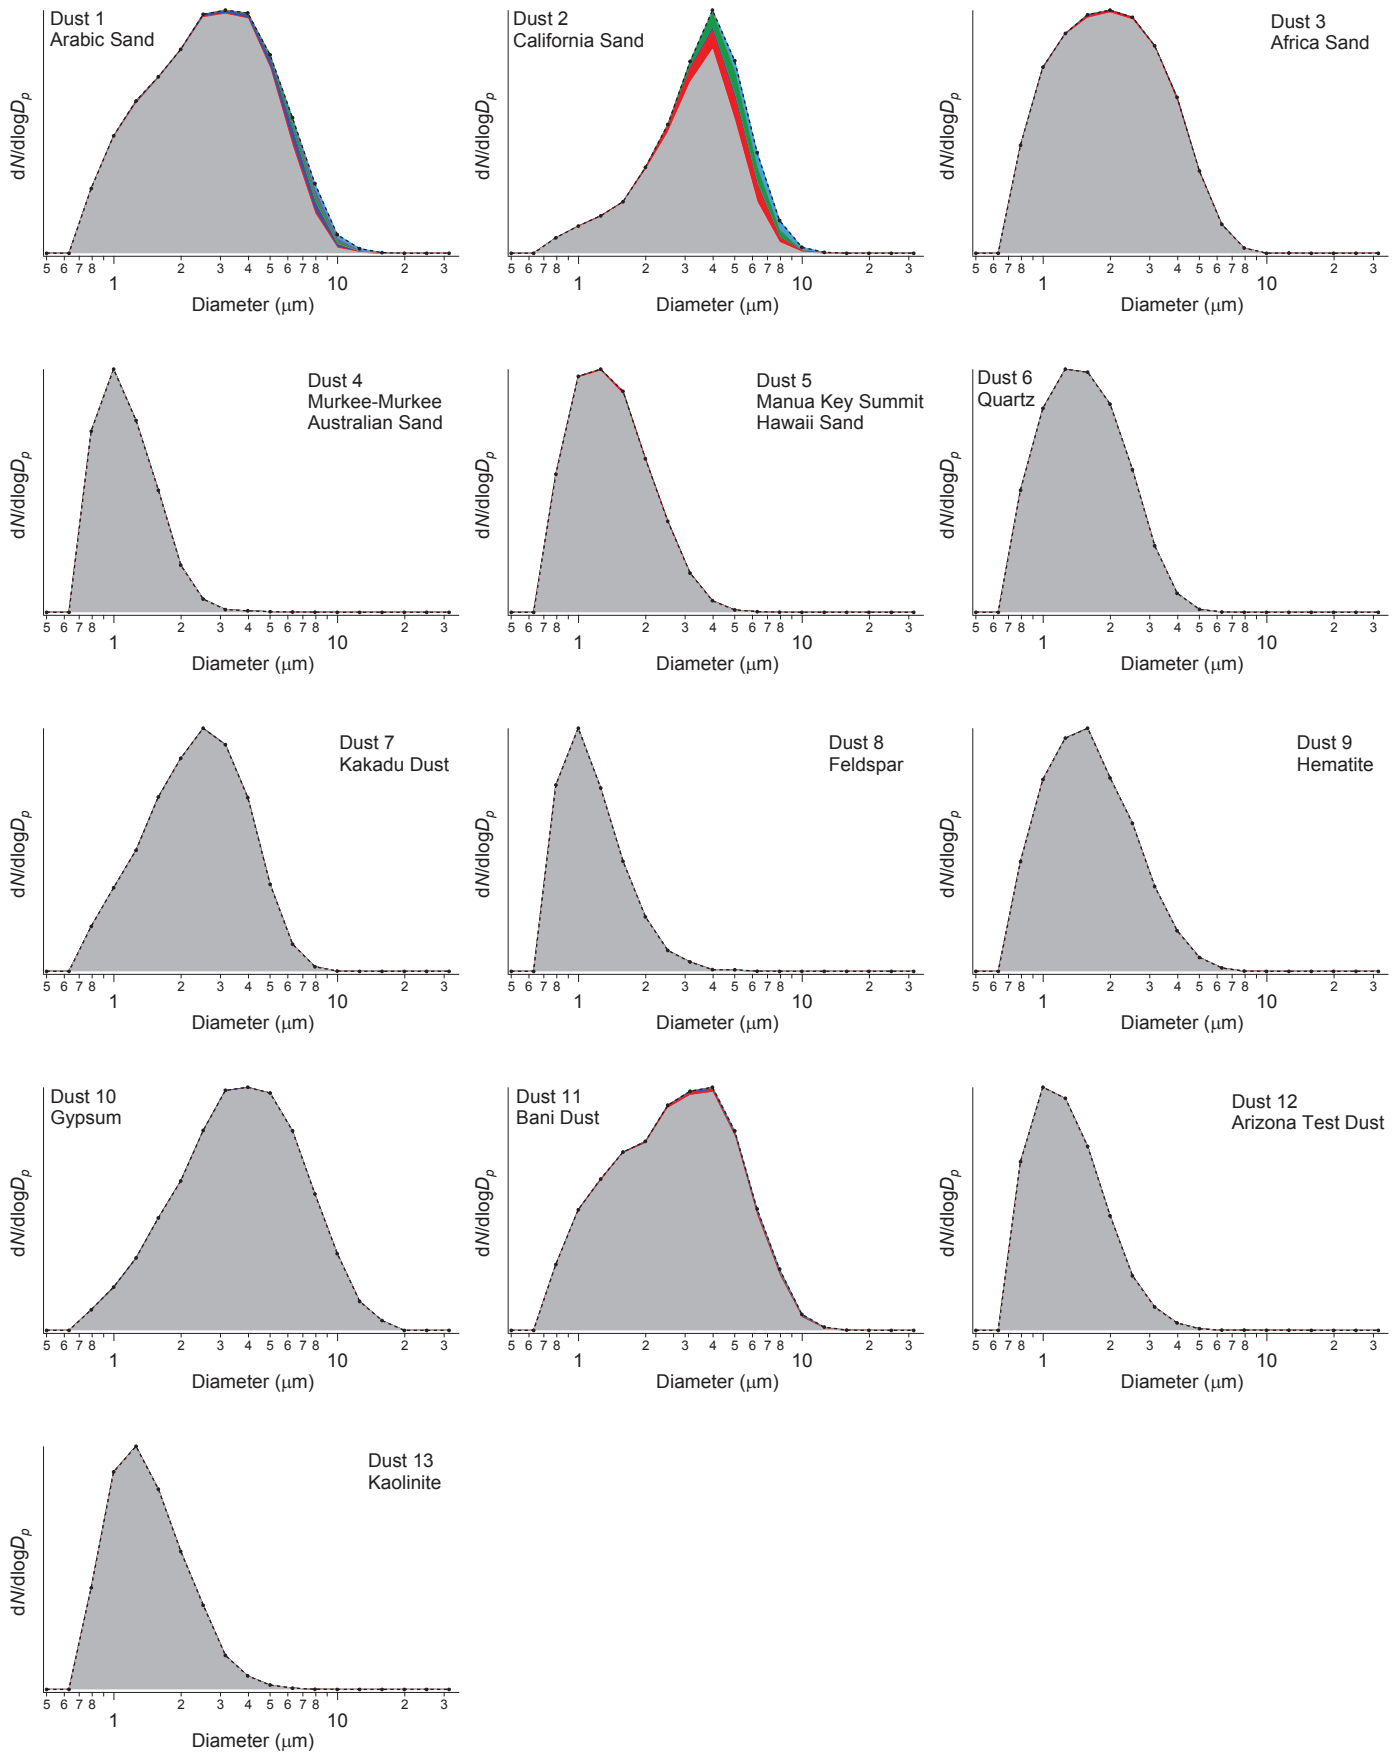 Dust 1
Arabic Sand
dN/dlogDp
5 6 7 8 2 3 4 5 6 7 8 2 3
1 10
Diameter (μm)
Dust 2
California Sand
dN/dlogDp
5 6 7 8 2 3 4 5 6 7 8 2 3
1 10
Diameter (μm)
Dust 3
Africa Sand
dN/dlogDp
5 6 7 8 2 3 4 5 6 7 8 2 3
1 10
Diameter (μm)
Dust 4
Murkee-Murkee
Australian Sand
dN/dlogDp
5 6 7 8 2 3 4 5 6 7 8 2 3
1 10
Diameter (μm)
Dust 5
Manua Key Summit
Hawaii Sand
dN/dlogDp
5 6 7 8 2 3 4 5 6 7 8 2 3
1 10
Diameter (μm)
Dust 6
Quartz
dN/dlogDp
5 6 7 8 2 3 4 5 6 7 8 2 3
1 10
Diameter (μm)
Dust 7
Kakadu Dust
dN/dlogDp
5 6 7 8 2 3 4 5 6 7 8 2 3
1 10
Diameter (μm)
Dust 8
Feldspar
dN/dlogDp
5 6 7 8 2 3 4 5 6 7 8 2 3
1 10
Diameter (μm)
Dust 9
Hematite
dN/dlogDp
5 6 7 8 2 3 4 5 6 7 8 2 3
1 10
Diameter (μm)
Dust 10
Gypsum
dN/dlogDp
5 6 7 8 2 3 4 5 6 7 8 2 3
1 10
Diameter (μm)
Dust 11
Bani Dust
dN/dlogDp
5 6 7 8 2 3 4 5 6 7 8 2 3
1 10
Diameter (μm)
Dust 12
Arizona Test Dust
dN/dlogDp
5 6 7 8 2 3 4 5 6 7 8 2 3
1 10
Diameter (μm)
Dust 13
Kaolinite
dN/dlogDp
5 6 7 8 2 3 4 5 6 7 8 2 3
1 10
Diameter (μm)